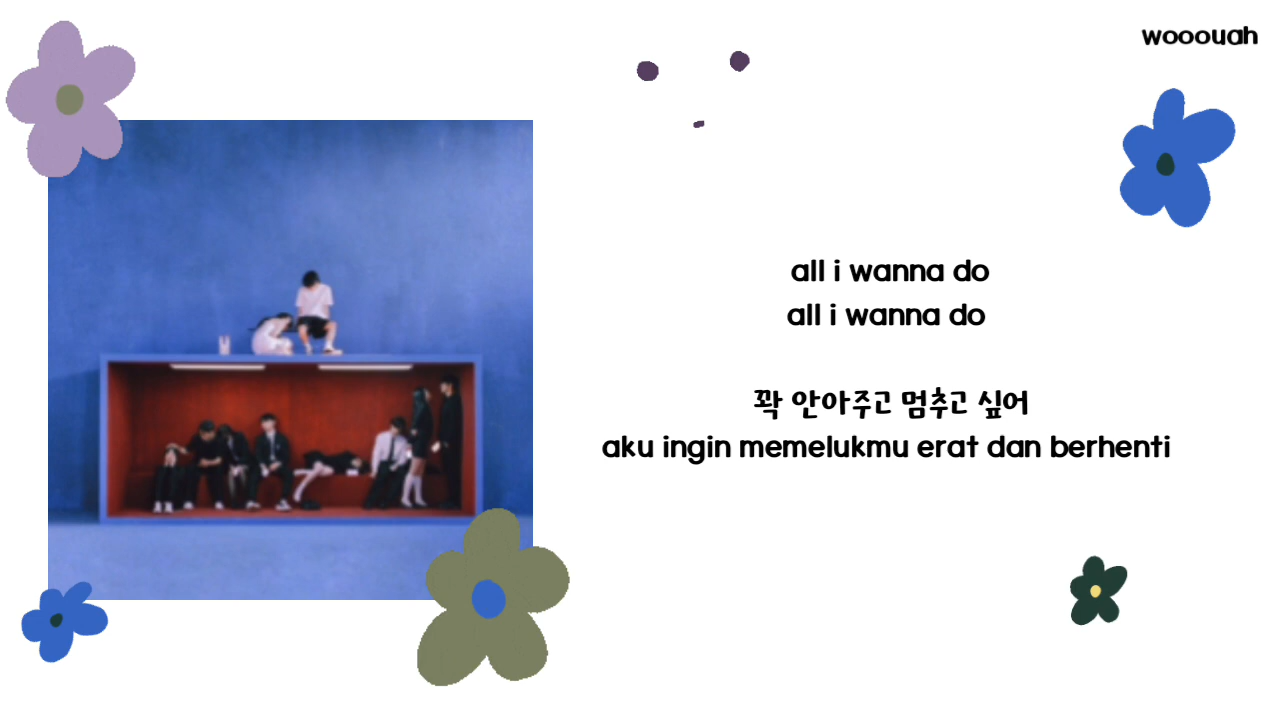 wooouah
all i wanna do
all i wanna do
꽉 안아주고 멈추고 싶어
aku ingin memelukmu erat dan berhenti